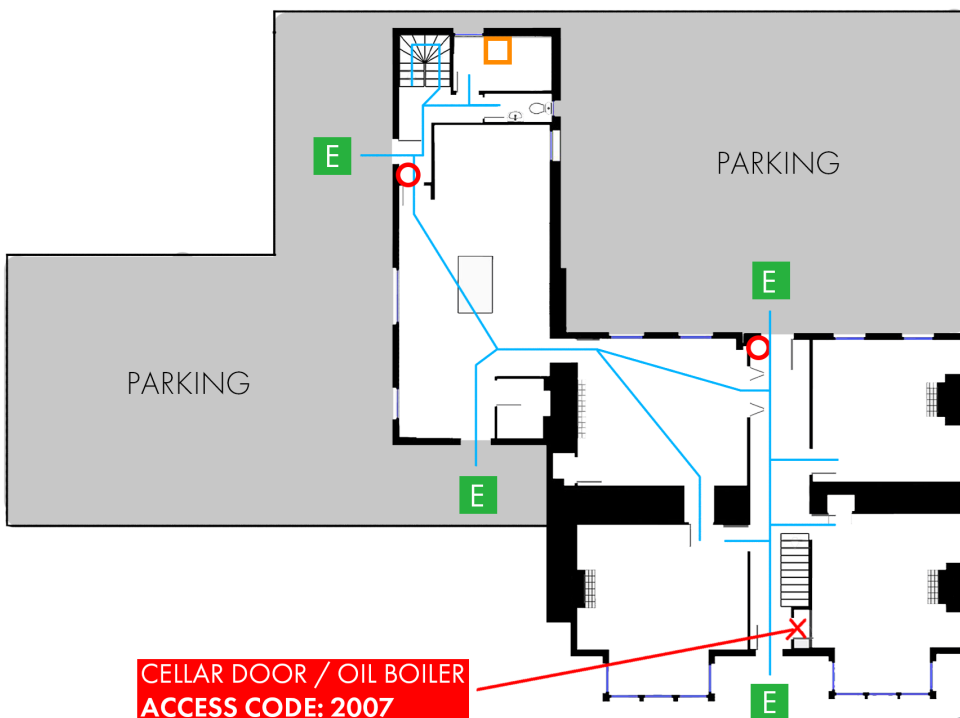 E
PARKING
E
PARKING
E
CELLAR DOOR / OIL BOILER
ACCESS CODE: 2007
E